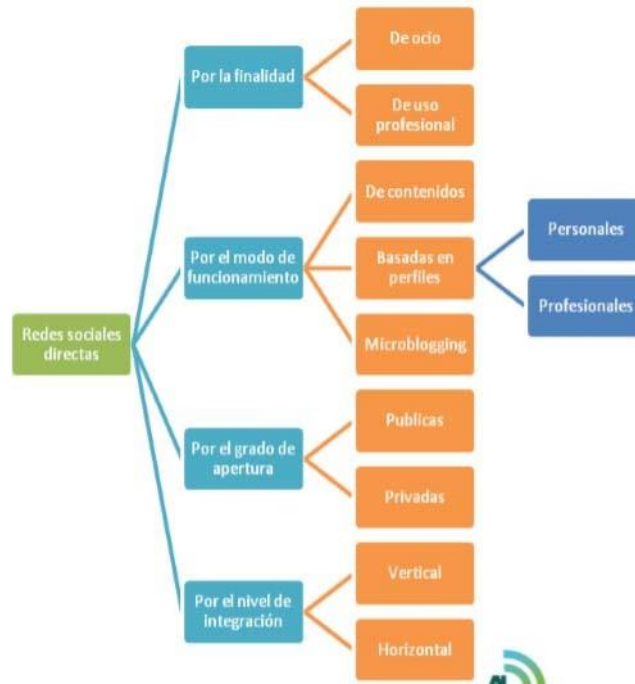 De ocio
Por la finalidad
De uso
profesional
De contenidos
Por el modo de
funcionamiento
Basadas en
perfiles
Personales
Profesionales
Microblogging
Redes sociales
directas
Publicas
Por el grado de
apertura
Privadas
Vertical
Por el nivel de
integración
Horizontal